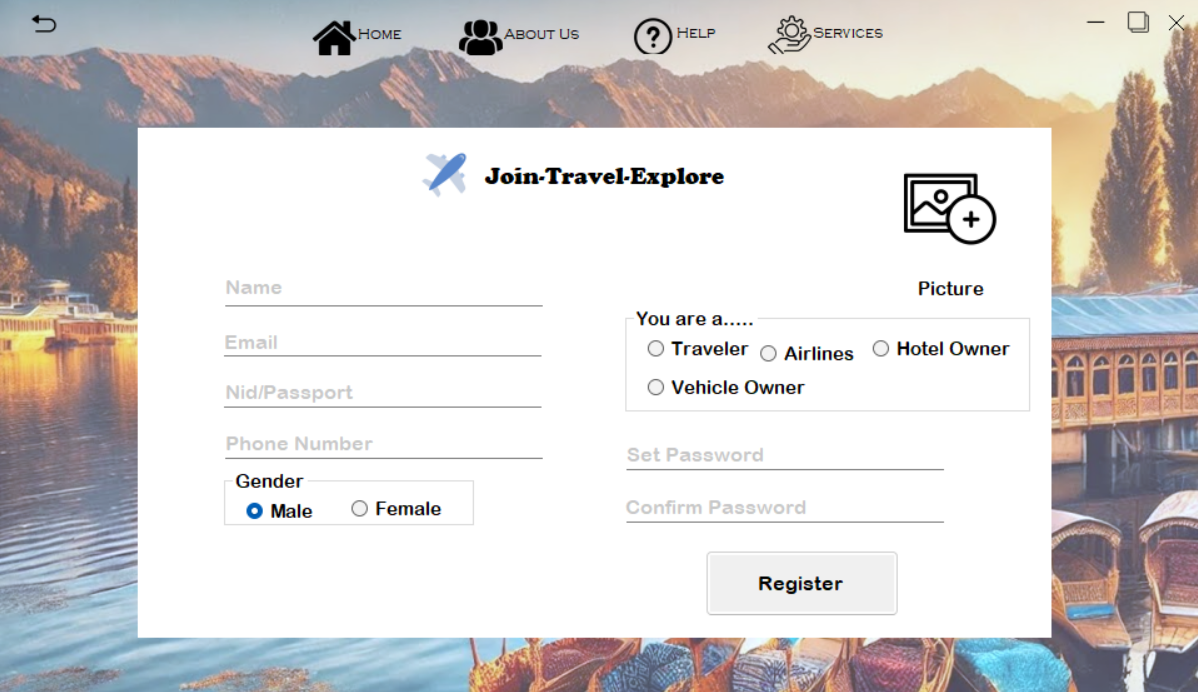 Home
About Us
Help
Services
Join-Travel-Explore
Picture
Name
Email
Nid/Passport
Phone Number
Gender
Male
Female
You are a.....
Traveler
Airlines
Hotel Owner
Vehicle Owner
Set Password
Confirm Password
Register